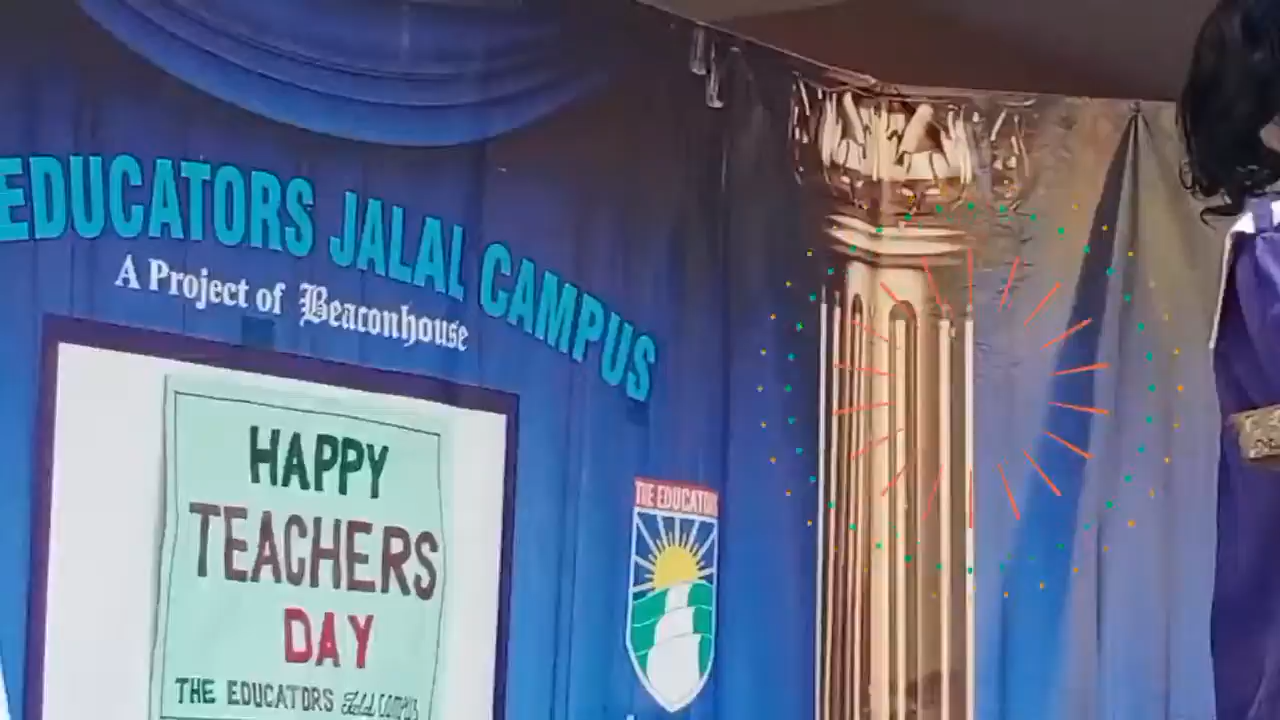 EDUCATORS JALAL CAMPUS
A Project of Beaconhouse
HAPPY
TEACHERS
DAY
THE EDUCATORS Jalal CAMPUS
THE EDUCATORS